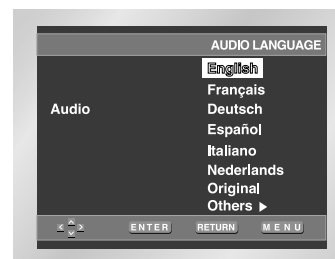 AUDIO LANGUAGE
English
Français
Audio
Deutsch
Español
Italiano
Nederlands
Original
Others ▶
ENTER RETURN MENU